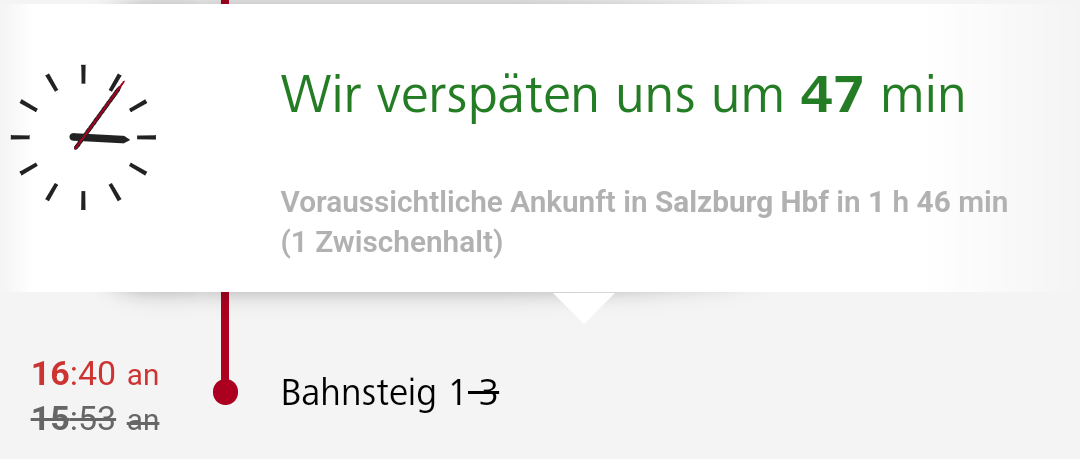 Wir verspäten uns um 47 min
Voraussichtliche Ankunft in Salzburg Hbf in 1 h 46 min
(1 Zwischenhalt)
16:40 an
15:53 an
Bahnsteig 1 3